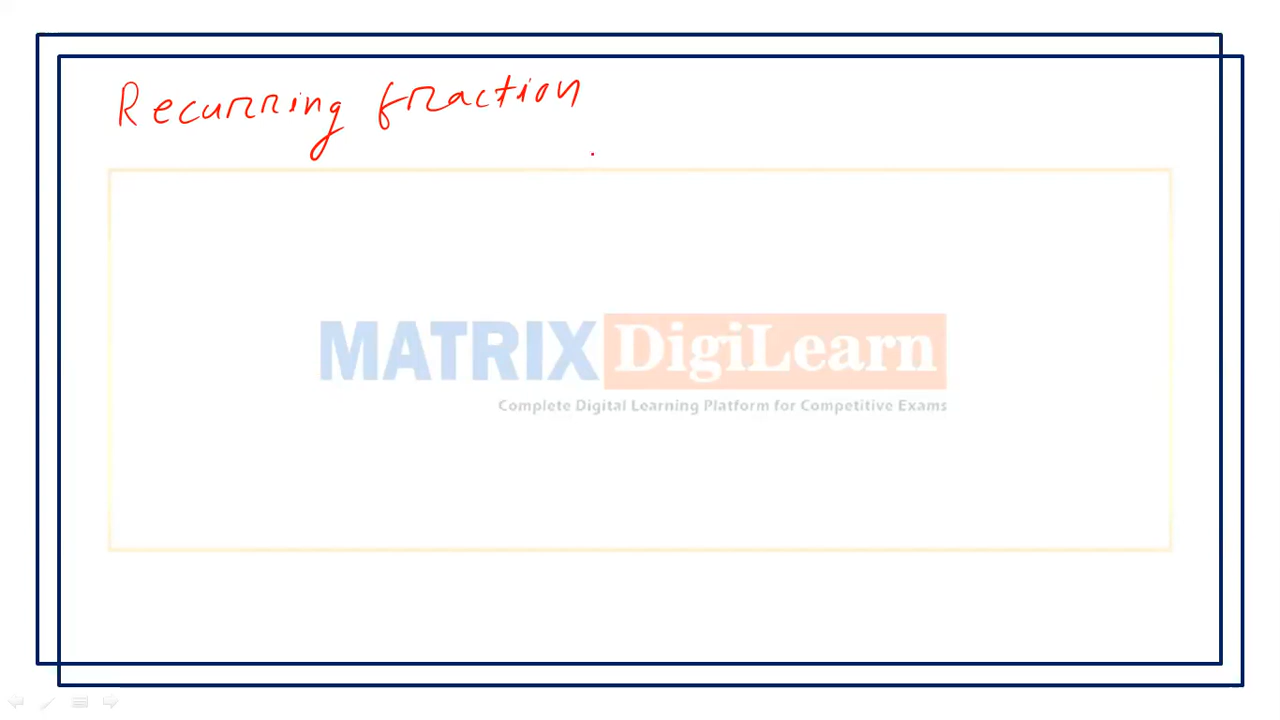 Recurring fraction
MATRIX DigiLearn
Complete Digital Learning Platform for Competitive Exams